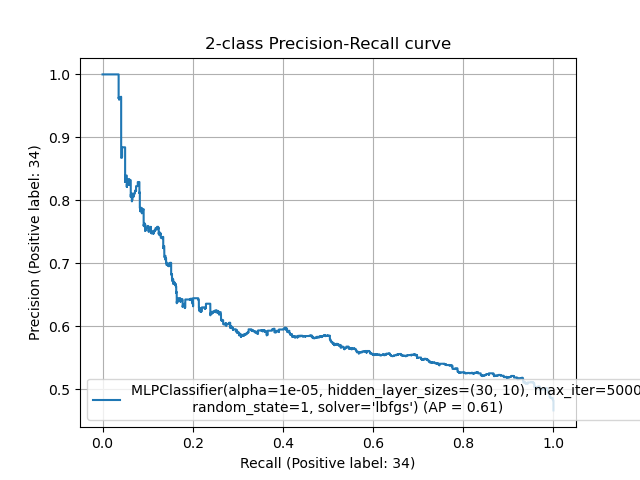 2-class Precision-Recall curve
1.0
0.9
0.8
0.7
0.6
0.5
Precision (Positive label: 34)
MLPClassifier(alpha=1e-05, hidden_layer_sizes=(30, 10), max_iter=5000
random_state=1, solver='lbfgs') (AP = 0.61)
0.0 0.2 0.4 0.6 0.8 1.0
Recall (Positive label: 34)